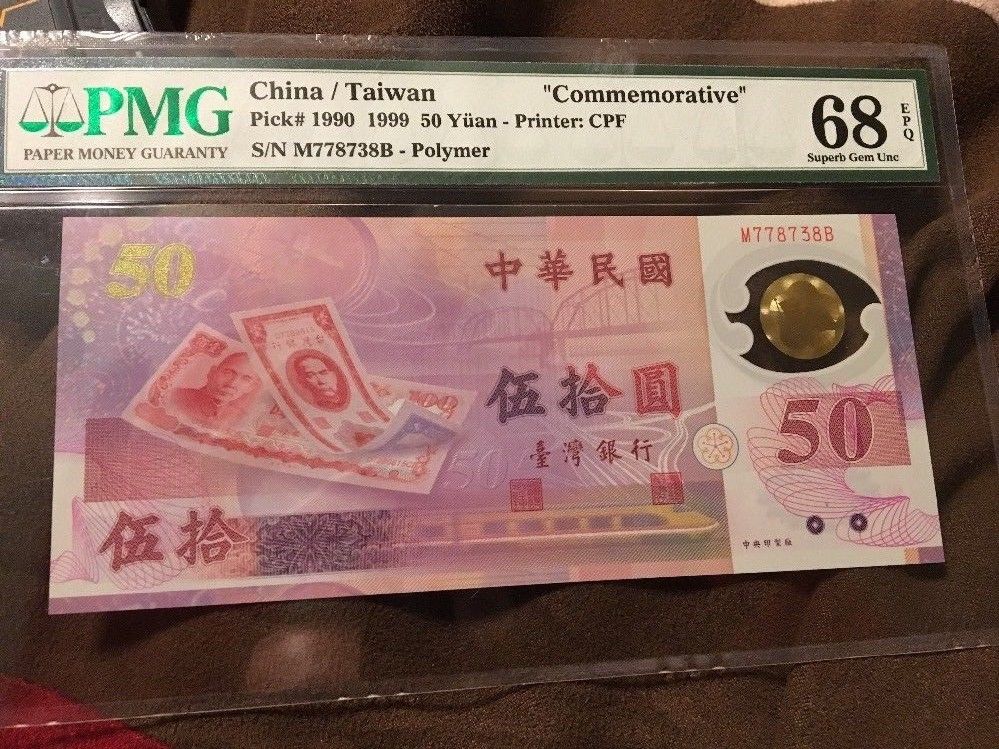 PMG
PAPER MONEY GUARANTY
China / Taiwan "Commemorative"
Pick# 1990 1999 50 Yüan - Printer: CPF
S/N M778738B - Polymer
68
EPQ
Superb Gem Unc
50
中華民國
M778738B
100
伍拾圓
50
臺灣銀行
50
伍拾
中央印製廠